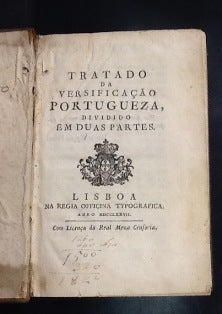 TRATADO
DA
VERSIFICAÇÃO
PORTUGUEZA,
DIVIDIDO
EM DUAS PARTES.
LISBOA
NA REGIA OFFICINA TYPOGRAFICA.
ANNO MDCCLXXVII.
Com Licença da Real Meza Censoria.